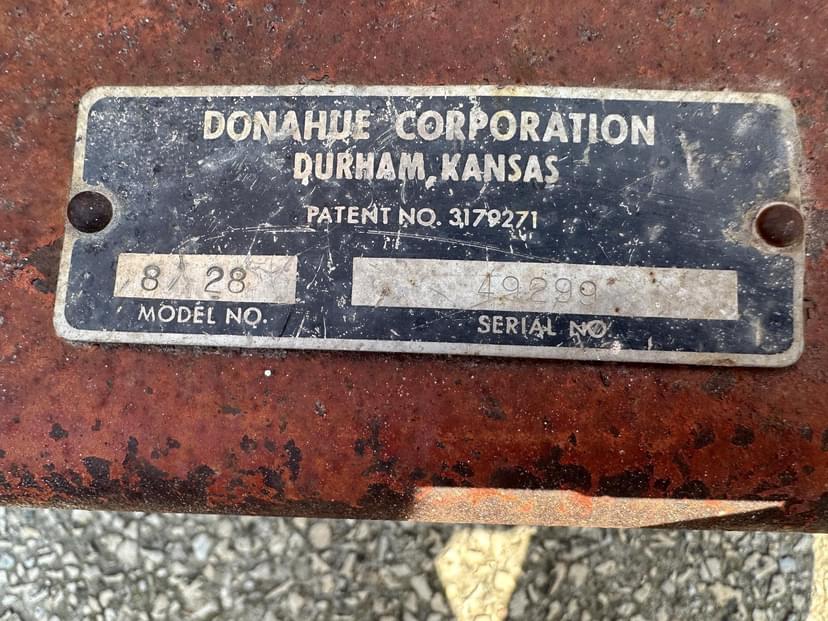 DONAHUE CORPORATION
DURHAM, KANSAS
PATENT NO. 3179271
8 28 49299
MODEL NO. SERIAL NO